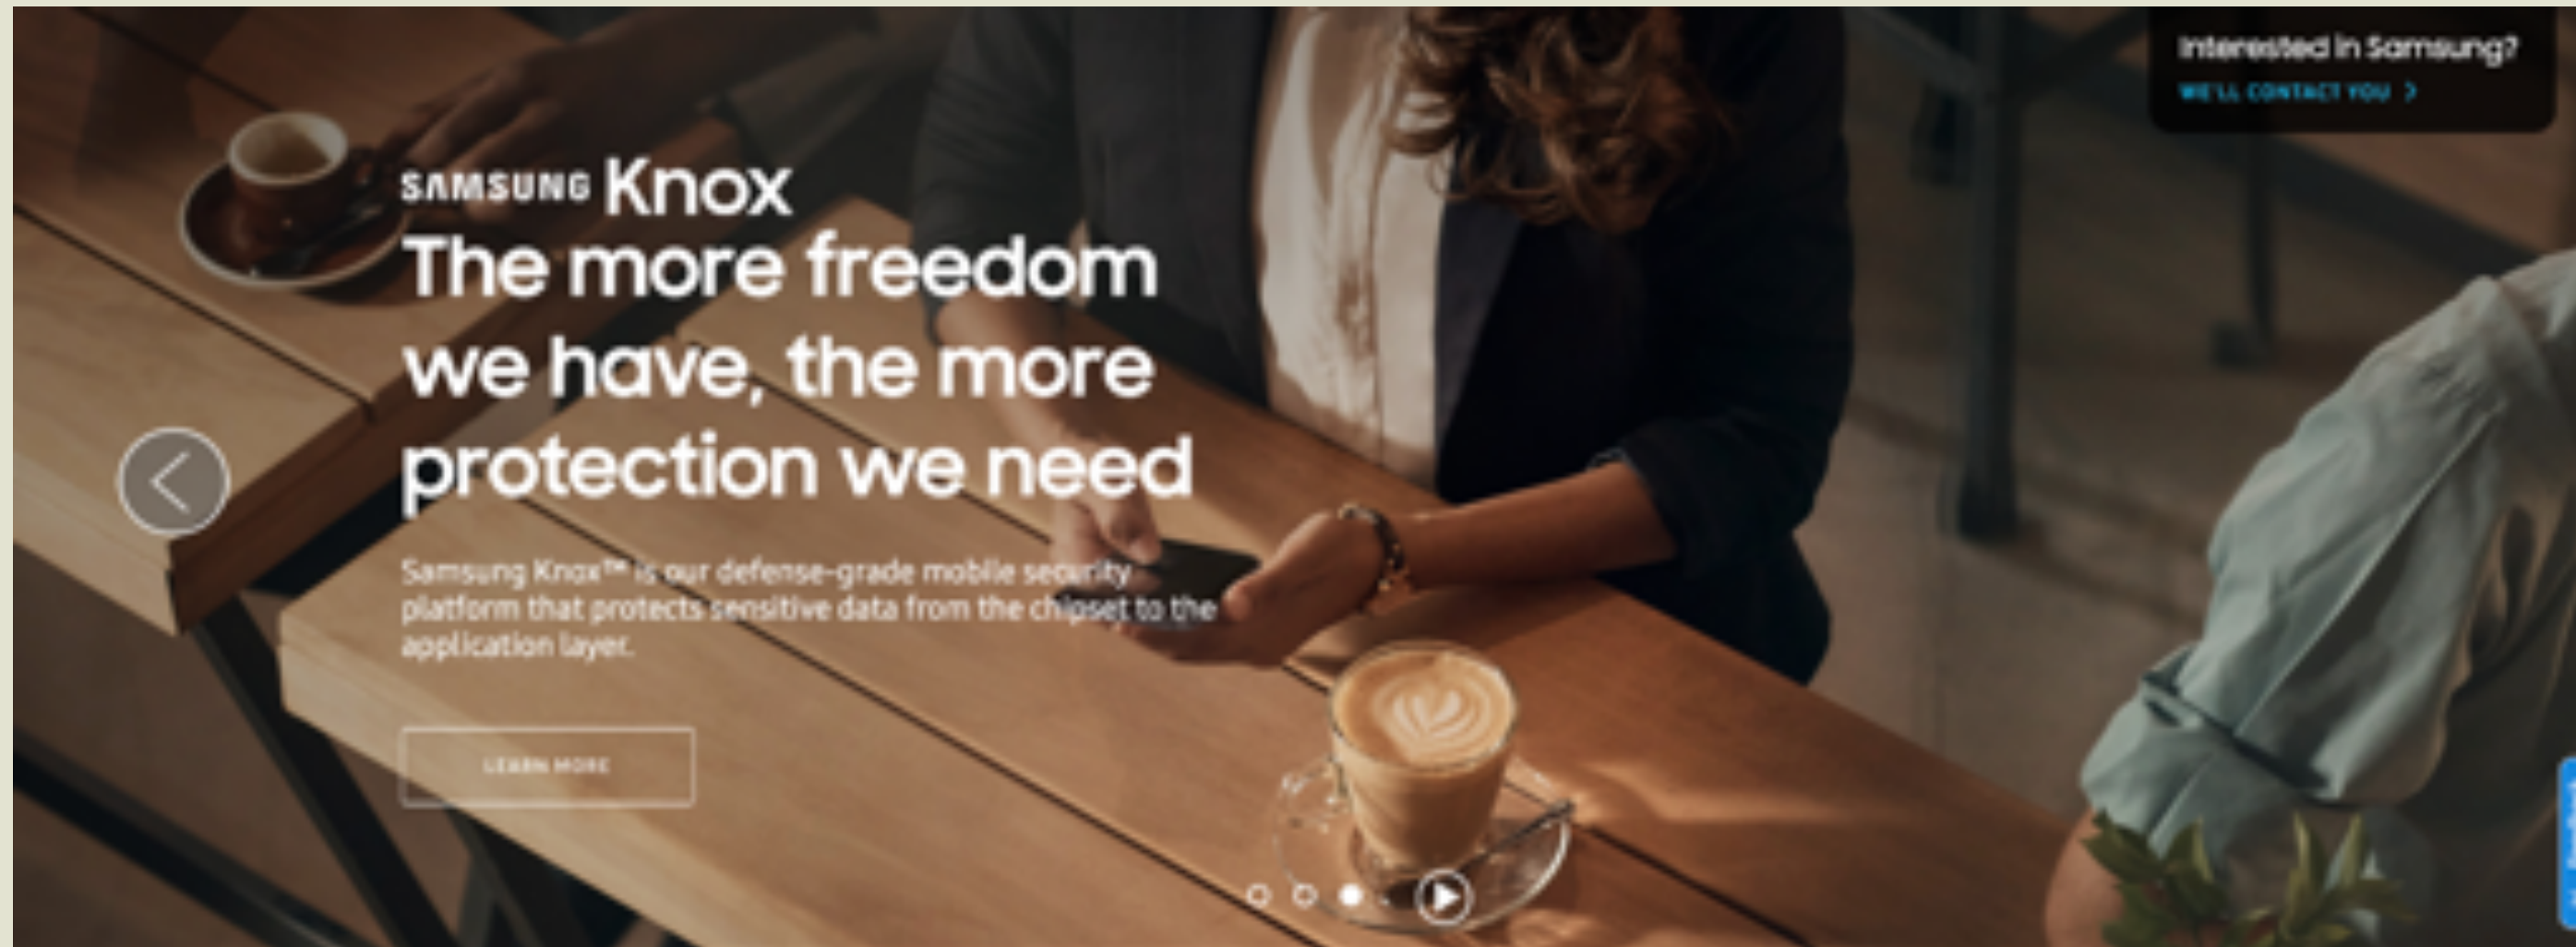 Interested in Samsung?
WE'LL CONTACT YOU
SAMSUNG Knox
The more freedom
we have, the more
protection we need
Samsung Knox™ is our defense-grade mobile security
platform that protects sensitive data from the chipset to the
application layer.
LEARN MORE